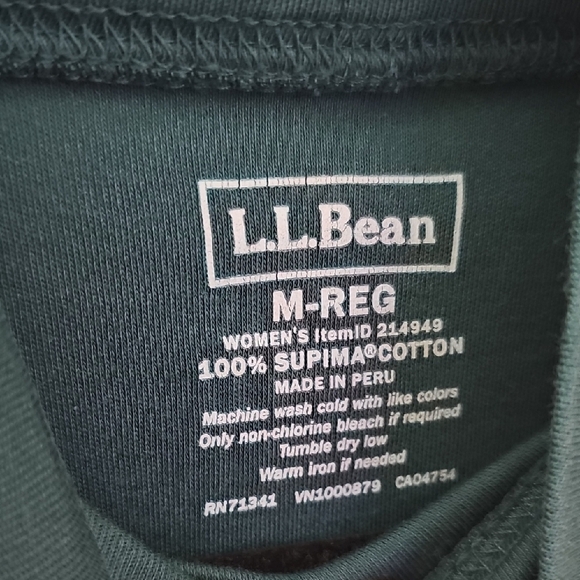 L.L.Bean
M-REG
WOMEN'S ItemID 214949
100% SUPIMA®COTTON
MADE IN PERU
Machine wash cold with like colors
Only non-chlorine bleach if required
Tumble dry low
Warm iron if needed
RN71341 VN1000879 CA04754